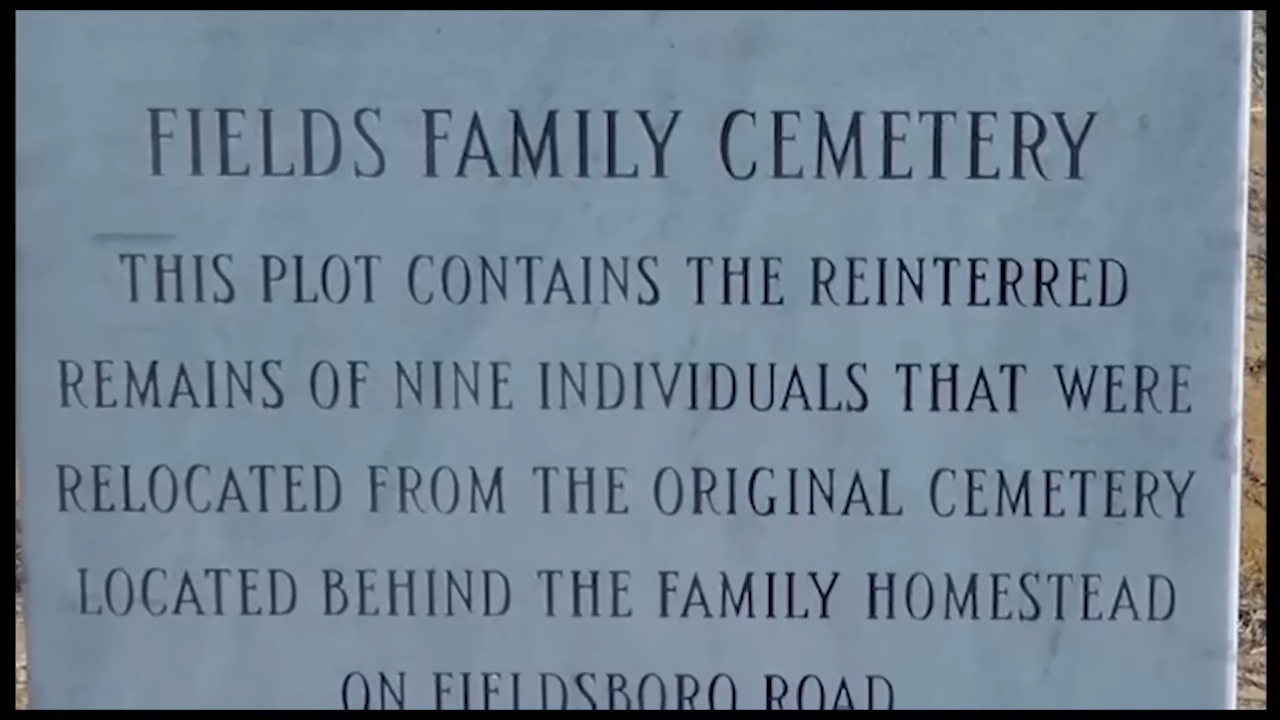 FIELDS FAMILY CEMETERY
THIS PLOT CONTAINS THE REINTERRED
REMAINS OF NINE INDIVIDUALS THAT WERE
RELOCATED FROM THE ORIGINAL CEMETERY
LOCATED BEHIND THE FAMILY HOMESTEAD
ON FIELDSBORO ROAD